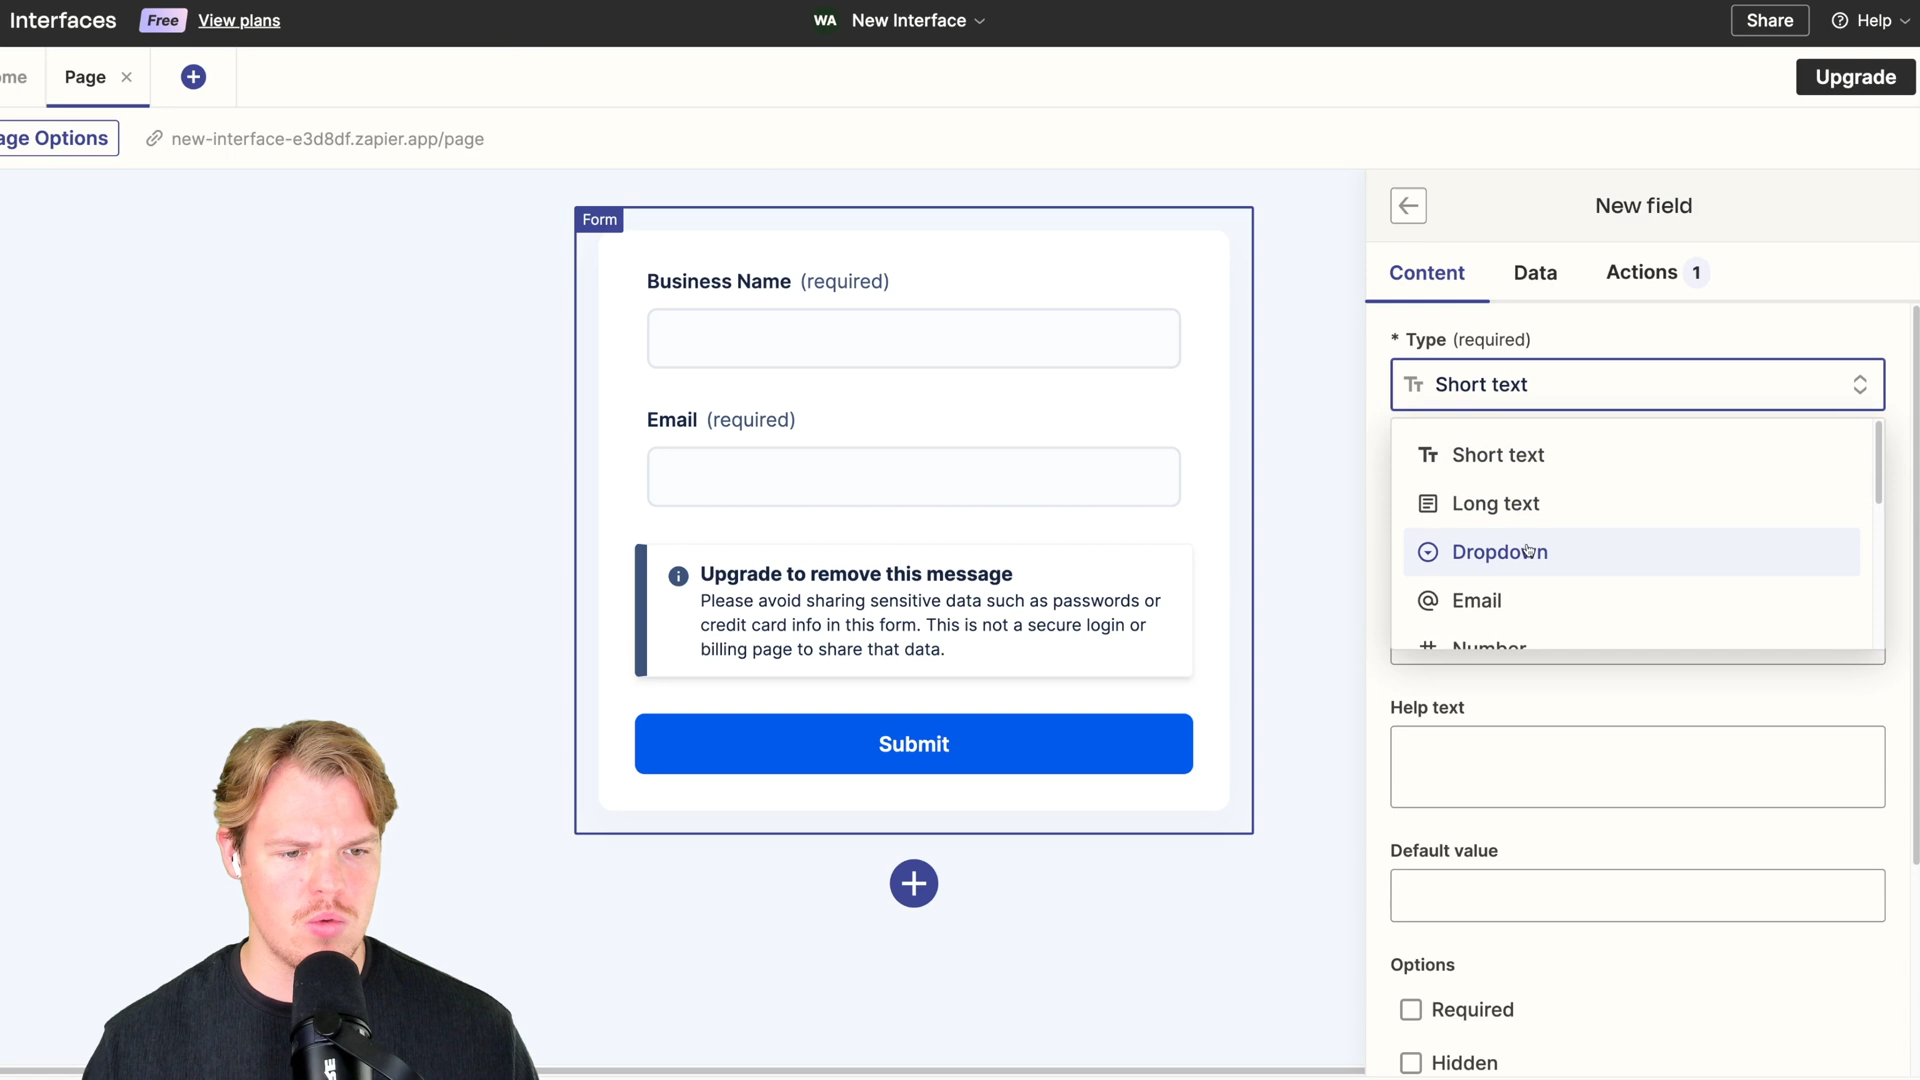 Interfaces Free View plans
WA New Interface
Share Help
ome Page
Upgrade
age Options new-interface-e3d8df.zapier.app/page
Form
Business Name (required)
Email (required)
Upgrade to remove this message
Please avoid sharing sensitive data such as passwords or
credit card info in this form. This is not a secure login or
billing page to share that data.
Submit
New field
Content Data Actions 1
* Type (required)
Short text
Short text
Long text
Dropdown
Email
Number
Help text
Default value
Options
Required
Hidden